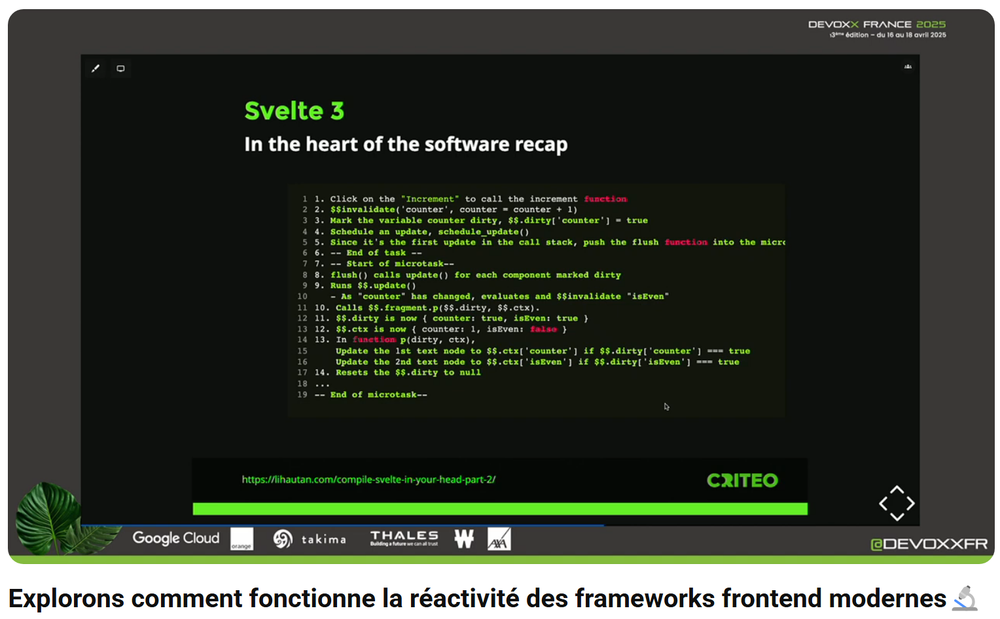 DEVOXX FRANCE 2025
13ème édition – du 16 au 18 avril 2025
Svelte 3
In the heart of the software recap
1 1. Click on the "Increment" to call the increment function
2 2. $$invalidate('counter', counter = counter + 1)
3 3. Mark the variable counter dirty, $$.dirty['counter'] = true
4 4. Schedule an update, schedule_update()
5 5. Since it's the first update in the call stack, push the flush function into the micro
6 6. -- End of task --
7 7. -- Start of microtask--
8 8. flush() calls update() for each component marked dirty
9 9. Runs $$.update()
10 - As "counter" has changed, evaluates and $$invalidate "isEven"
11 10. Calls $$.fragment.p($$.dirty, $$.ctx).
12 11. $$.dirty is now { counter: true, isEven: true }
13 12. $$.ctx is now { counter: 1, isEven: false }
14 13. In function p(dirty, ctx),
15 Update the 1st text node to $$.ctx['counter'] if $$.dirty['counter'] === true
16 Update the 2nd text node to $$.ctx['isEven'] if $$.dirty['isEven'] === true
17 14. Resets the $$.dirty to null
18 ...
19 -- End of microtask--
https://lihautan.com/compile-svelte-in-your-head-part-2/
CRITEO
Google Cloud
orange
takima
THALES
Building a future we can all trust
W
AXA
@DEVOXXFR
Explorons comment fonctionne la réactivité des frameworks frontend modernes🔬